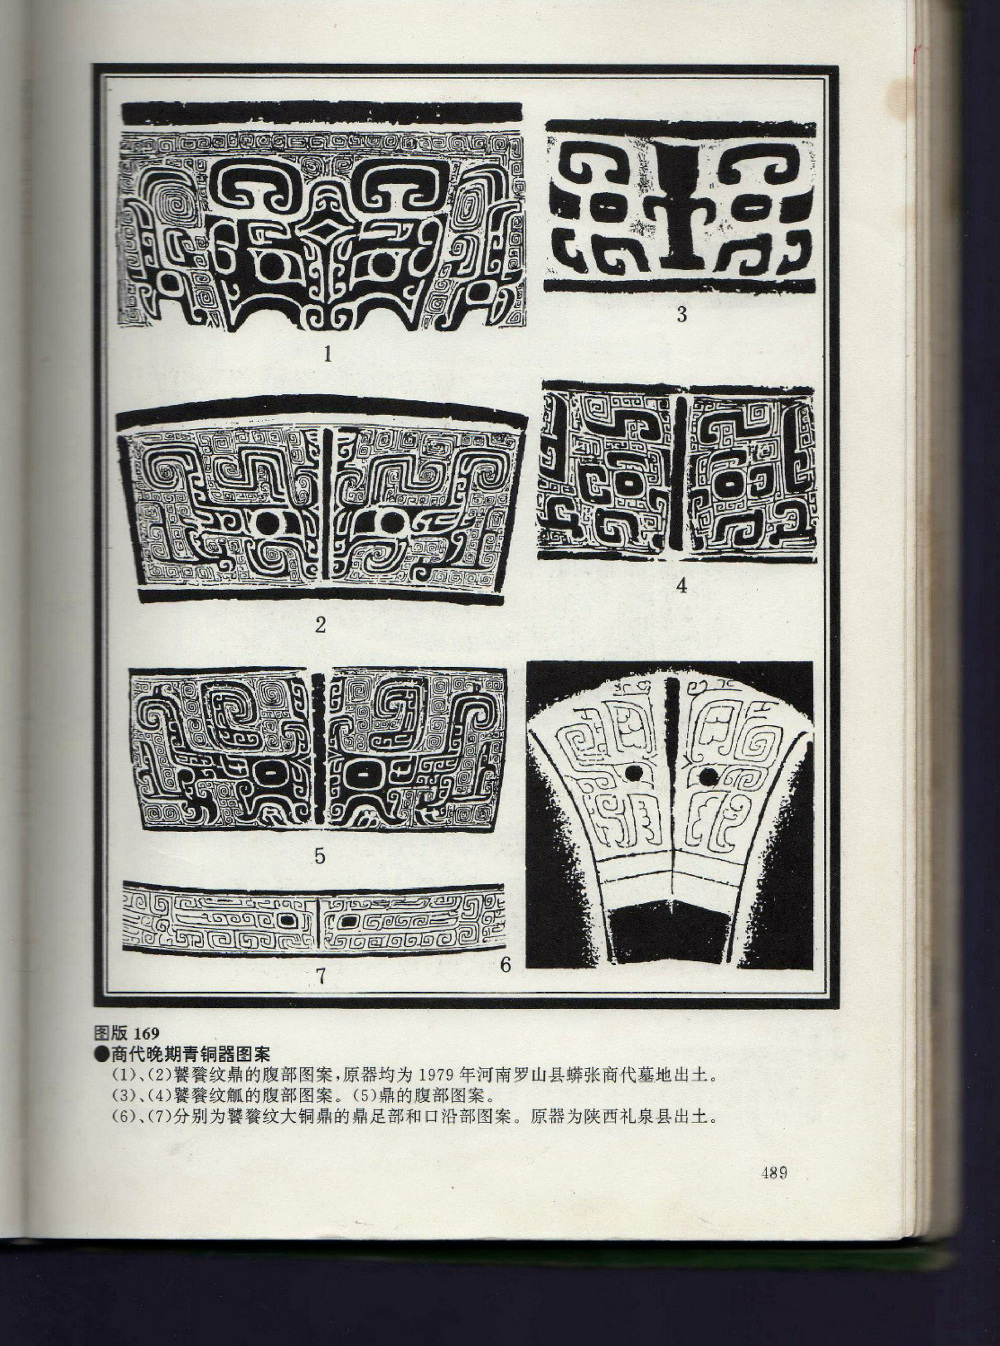 1
3
2
4
5
7
6
图版 169
●商代晚期青铜器图案
(1)、(2)饕餮纹鼎的腹部图案,原器均为 1979 年河南罗山县蟒张商代墓地出土。
(3)、(4)饕餮纹觚的腹部图案。(5)鼎的腹部图案。
(6)、(7)分别为饕餮纹大铜鼎的鼎足部和口沿部图案。原器为陕西礼泉县出土。
489